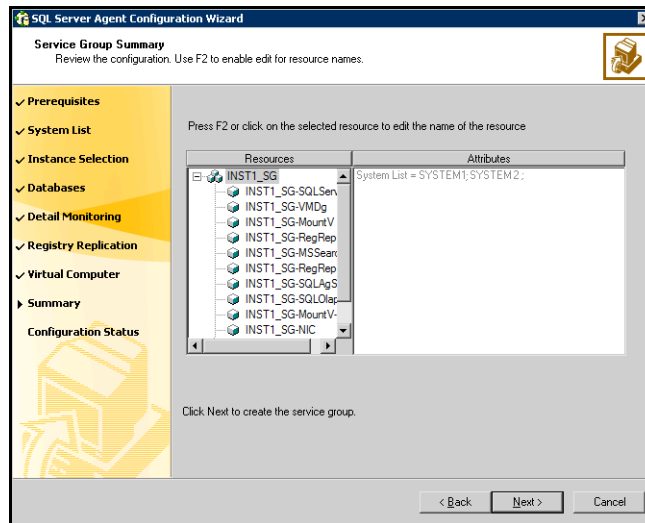 SQL Server Agent Configuration Wizard
Service Group Summary
Review the configuration. Use F2 to enable edit for resource names.
Prerequisites
System List
Instance Selection
Databases
Detail Monitoring
Registry Replication
Virtual Computer
Summary
Configuration Status
Press F2 or click on the selected resource to edit the name of the resource
Resources
Attributes
INST1_SG
System List = SYSTEM1; SYSTEM 2 ;
INST1_SG-SQLServ
INST1_SG-VMDg
INST1_SG-MountV
INST1_SG-RegRep
INST1_SG-MSSearc
INST1_SG-RegRep
INST1_SG-SQLAgS
INST1_SG-SQLOlap
INST1_SG-MountV-
INST1_SG-NIC
Click Next to create the service group.
< Back
Next >
Cancel